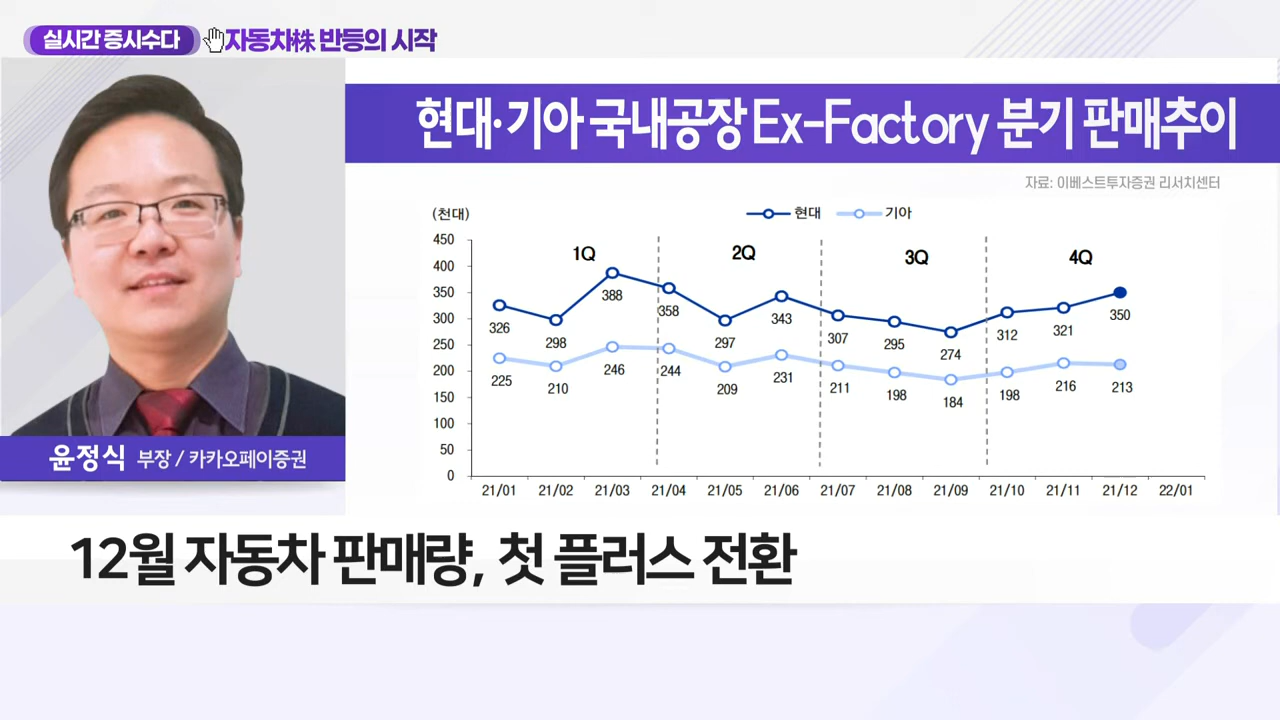 실시간 증시수다
자동차株 반등의 시작
현대·기아 국내공장 Ex-Factory 분기 판매추이
자료: 이베스트투자증권 리서치센터
(천대)
현대 기아
450
400
350
300
250
200
150
100
50
0
1Q 2Q 3Q 4Q
326 298 388 358 297 343 307 295 274 312 321 350
225 210 246 244 209 231 211 198 184 198 216 213
21/01 21/02 21/03 21/04 21/05 21/06 21/07 21/08 21/09 21/10 21/11 21/12 22/01
윤정식 부장 / 카카오페이증권
12월 자동차 판매량, 첫 플러스 전환